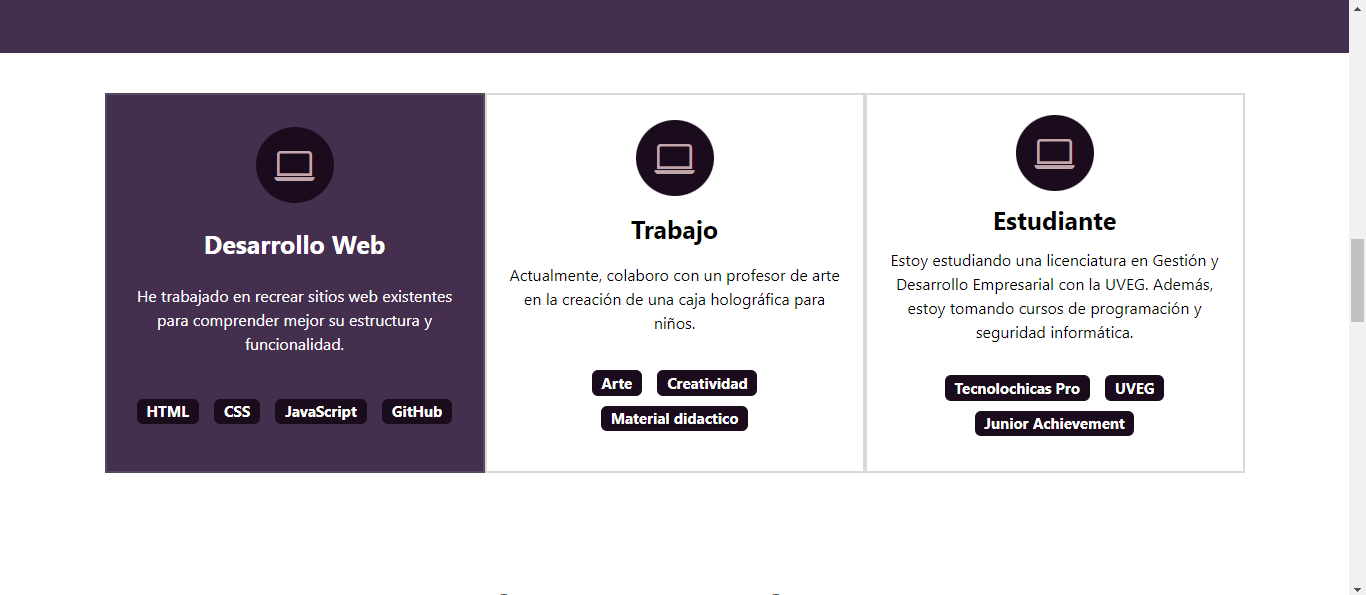 Desarrollo Web
He trabajado en recrear sitios web existentes
para comprender mejor su estructura y
funcionalidad.
HTML CSS JavaScript GitHub
Trabajo
Actualmente, colaboro con un profesor de arte
en la creación de una caja holográfica para
niños.
Arte Creatividad
Material didactico
Estudiante
Estoy estudiando una licenciatura en Gestión y
Desarrollo Empresarial con la UVEG. Además,
estoy tomando cursos de programación y
seguridad informática.
Tecnolochicas Pro UVEG
Junior Achievement